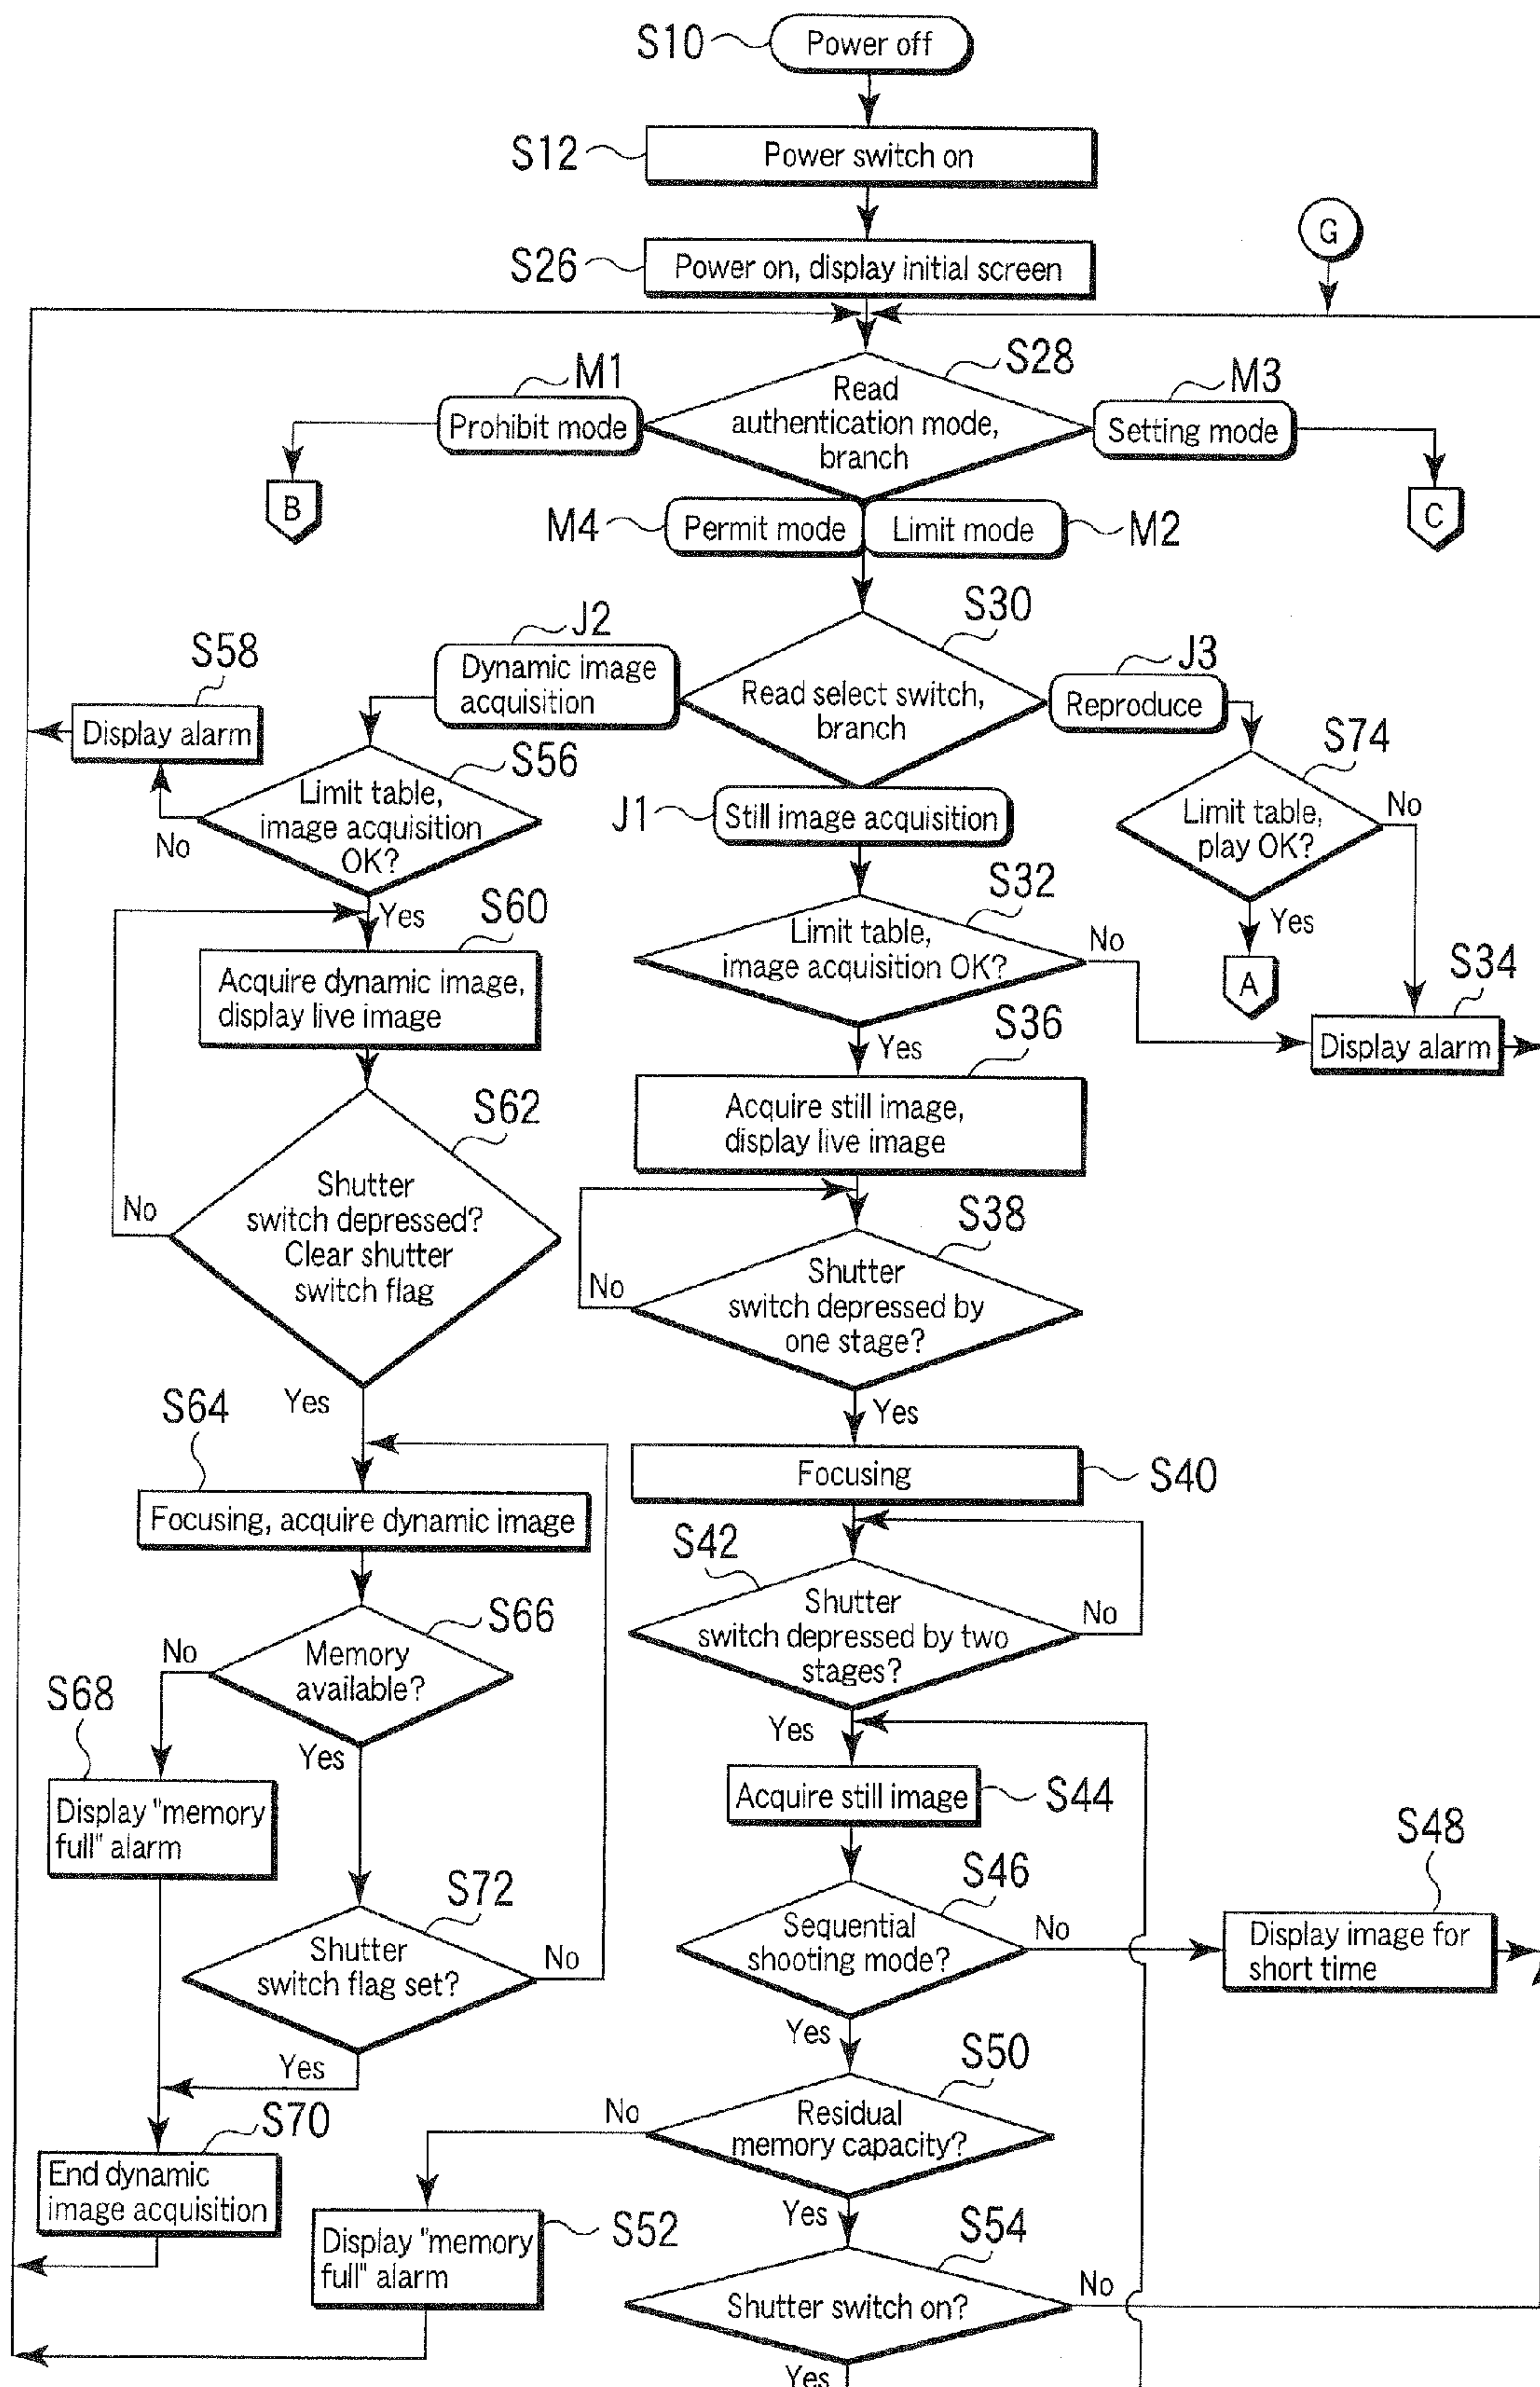 S10
Power off
S12
Power switch on
G
S26
Power on, display initial screen
S28
M1
M3
Read
authentication mode,
branch
Prohibit mode
Setting mode
B
C
M4
Permit mode
Limit mode
M2
S30
J2
J3
S58
Dynamic image
acquisition
Read select switch,
branch
Reproduce
Display alarm
S56
S74
Limit table,
image acquisition
OK?
No
J1
Still image acquisition
Limit table,
play OK?
No
Yes
S32
Yes
S60
Limit table,
image acquisition OK?
No
A
S34
Acquire dynamic image,
display live image
S36
Yes
Display alarm
S62
Acquire still image,
display live image
Shutter
switch depressed?
Clear shutter
switch flag
No
S38
Shutter
switch depressed by
one stage?
No
Yes
S64
Yes
Focusing
S40
Focusing, acquire dynamic image
S42
Shutter
switch depressed by two
stages?
No
S66
No
Memory
available?
S68
Yes
Yes
Display "memory
full" alarm
Acquire still image
S44
S48
S72
S46
Sequential
shooting mode?
No
Display image for
short time
Shutter
switch flag set?
No
Yes
Yes
S50
S70
No
Residual
memory capacity?
End dynamic
image acquisition
Yes
S52
S54
Display "memory
full" alarm
Shutter switch on?
No
Yes